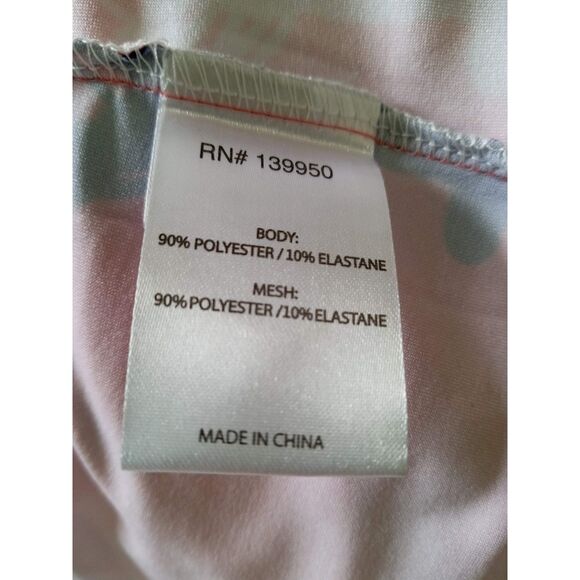 RN# 139950
BODY:
90% POLYESTER / 10% ELASTANE
MESH:
90% POLYESTER /10% ELASTANE
MADE IN CHINA